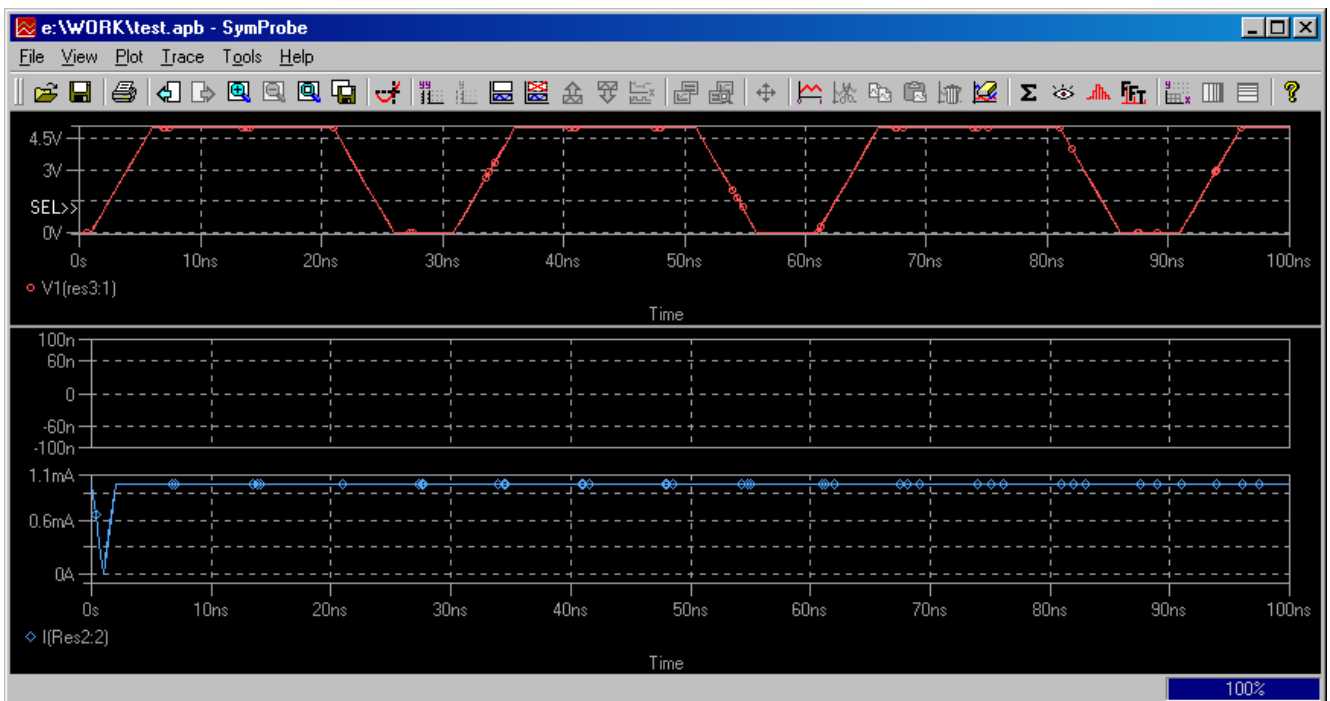 e:\WORK\test.apb - SymProbe
File View Plot Trace Tools Help
FFT
4.5V
3V
SEL>>
0V
0s 10ns 20ns 30ns 40ns 50ns 60ns 70ns 80ns 90ns 100ns
V1(res3:1)
Time
100n
60n
0
-60n
-100n
1.1mA
0.6mA
0A
0s 10ns 20ns 30ns 40ns 50ns 60ns 70ns 80ns 90ns 100ns
I(Res2:2)
Time
100%